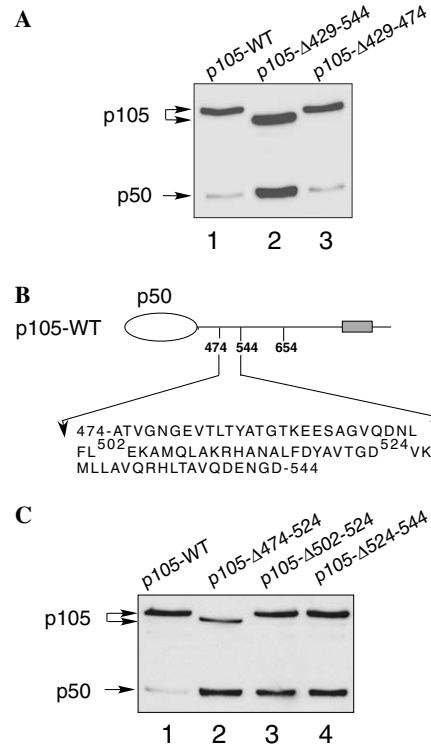 A
p105-WT
p105-Δ429-544
p105-Δ429-474
p105
p50
1 2 3
B
p50
p105-WT
474 544 654
474-ATVGNGEVTLTYATGTKEESAGVQDNL
FL502EKAMQLAKRHANALFDYAVTGD524VK
MLLAVQRHLTAVQDENGD-544
C
p105-WT
p105-Δ474-524
p105-Δ502-524
p105-Δ524-544
p105
p50
1 2 3 4